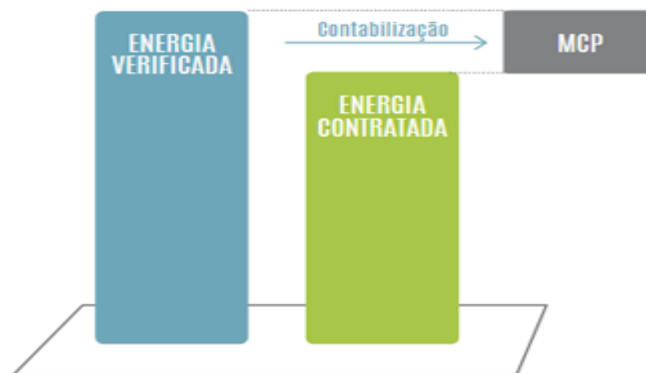 ENERGIA
VERIFICADA
Contabilização
MCP
ENERGIA
CONTRATADA